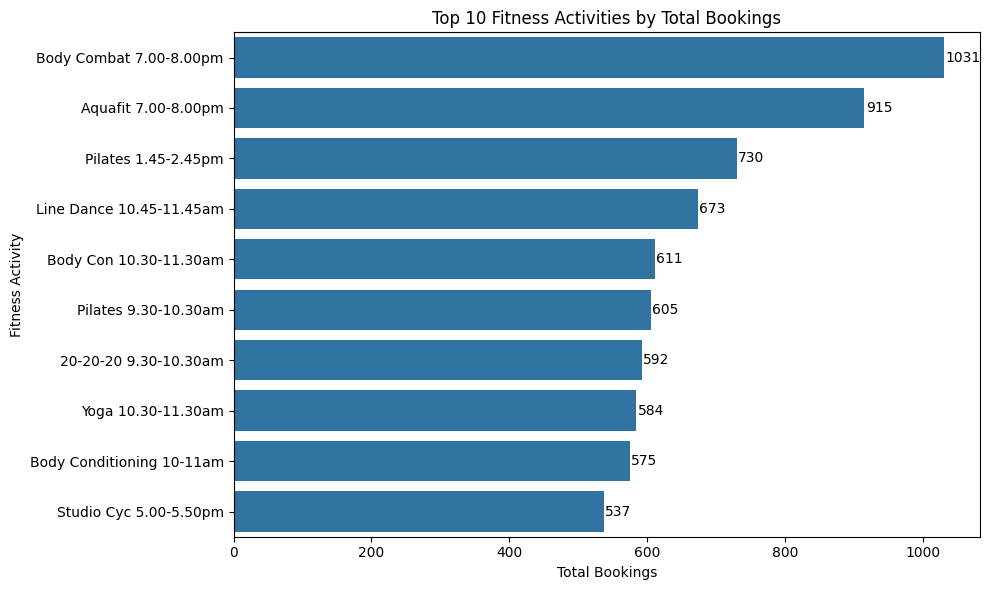 Top 10 Fitness Activities by Total Bookings
Fitness Activity
Body Combat 7.00-8.00pm 1031
Aquafit 7.00-8.00pm 915
Pilates 1.45-2.45pm 730
Line Dance 10.45-11.45am 673
Body Con 10.30-11.30am 611
Pilates 9.30-10.30am 605
20-20-20 9.30-10.30am 592
Yoga 10.30-11.30am 584
Body Conditioning 10-11am 575
Studio Cyc 5.00-5.50pm 537
0 200 400 600 800 1000
Total Bookings